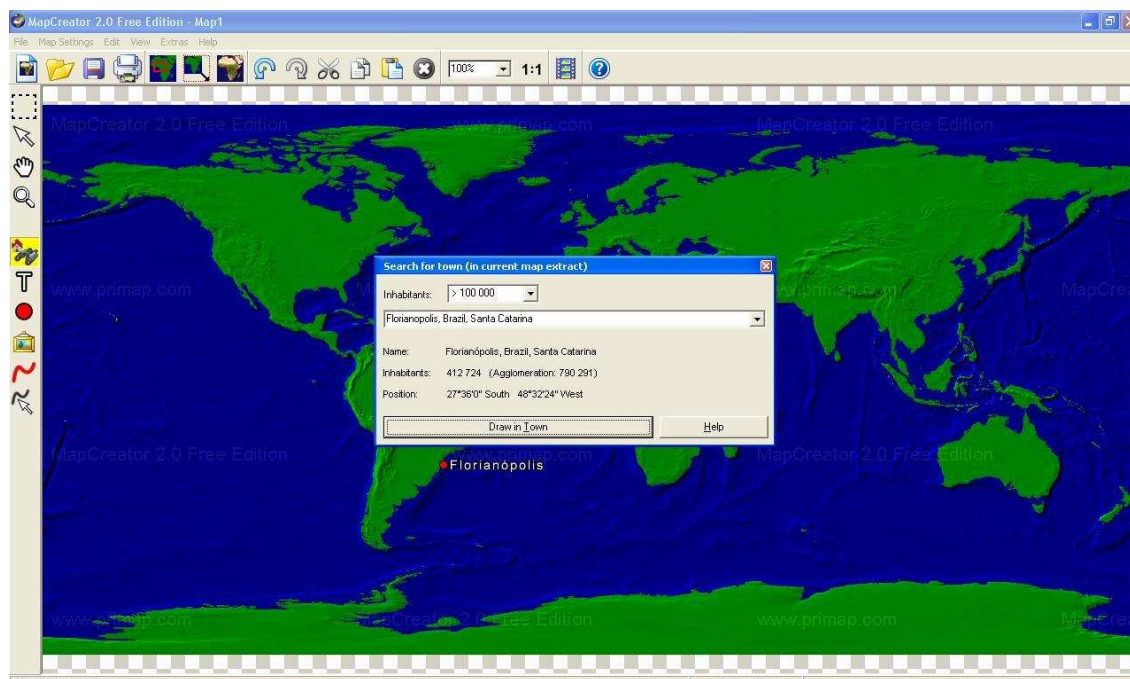 MapCreator 2.0 Free Edition - Map1
File Map Settings Edit View Extras Help
100% 1:1
MapCreator 2.0 Free Edition www.primap.com MapCreator 2.0 Free Edition
Search for town (in current map extract)
Inhabitants: > 100 000
www.primap.com MapCre
Florianopolis, Brazil, Santa Catarina
Name: Florianópolis, Brazil, Santa Catarina
Inhabitants: 412 724 (Agglomeration: 790 291)
Position: 27°36'0" South 48°32'24" West
Draw in Town Help
MapCreator 2.0 Free Edition www.primap.com MapCreator 2.0 Free Edition
Florianópolis
www.primap.com MapCreator 2.0 Free Edition www.primap.com MapCre